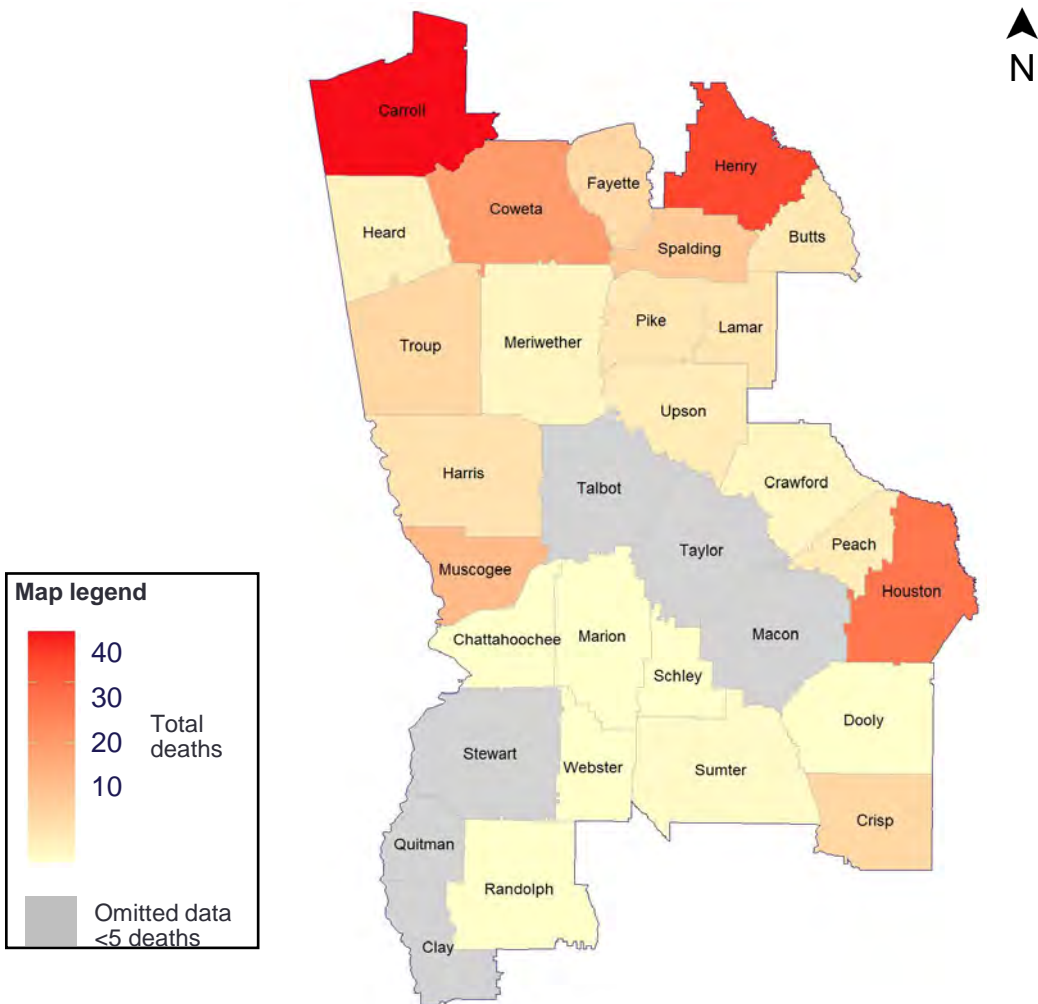 N
Carroll
Henry
Fayette
Coweta
Heard
Butts
Spalding
Pike
Lamar
Troup
Meriwether
Upson
Harris
Talbot
Crawford
Taylor
Peach
Muscogee
Houston
Map legend
40
30
20
10
Total
deaths
Omitted data
<5 deaths
Chattahoochee
Marion
Macon
Schley
Dooly
Stewart
Webster
Sumter
Crisp
Quitman
Randolph
Clay